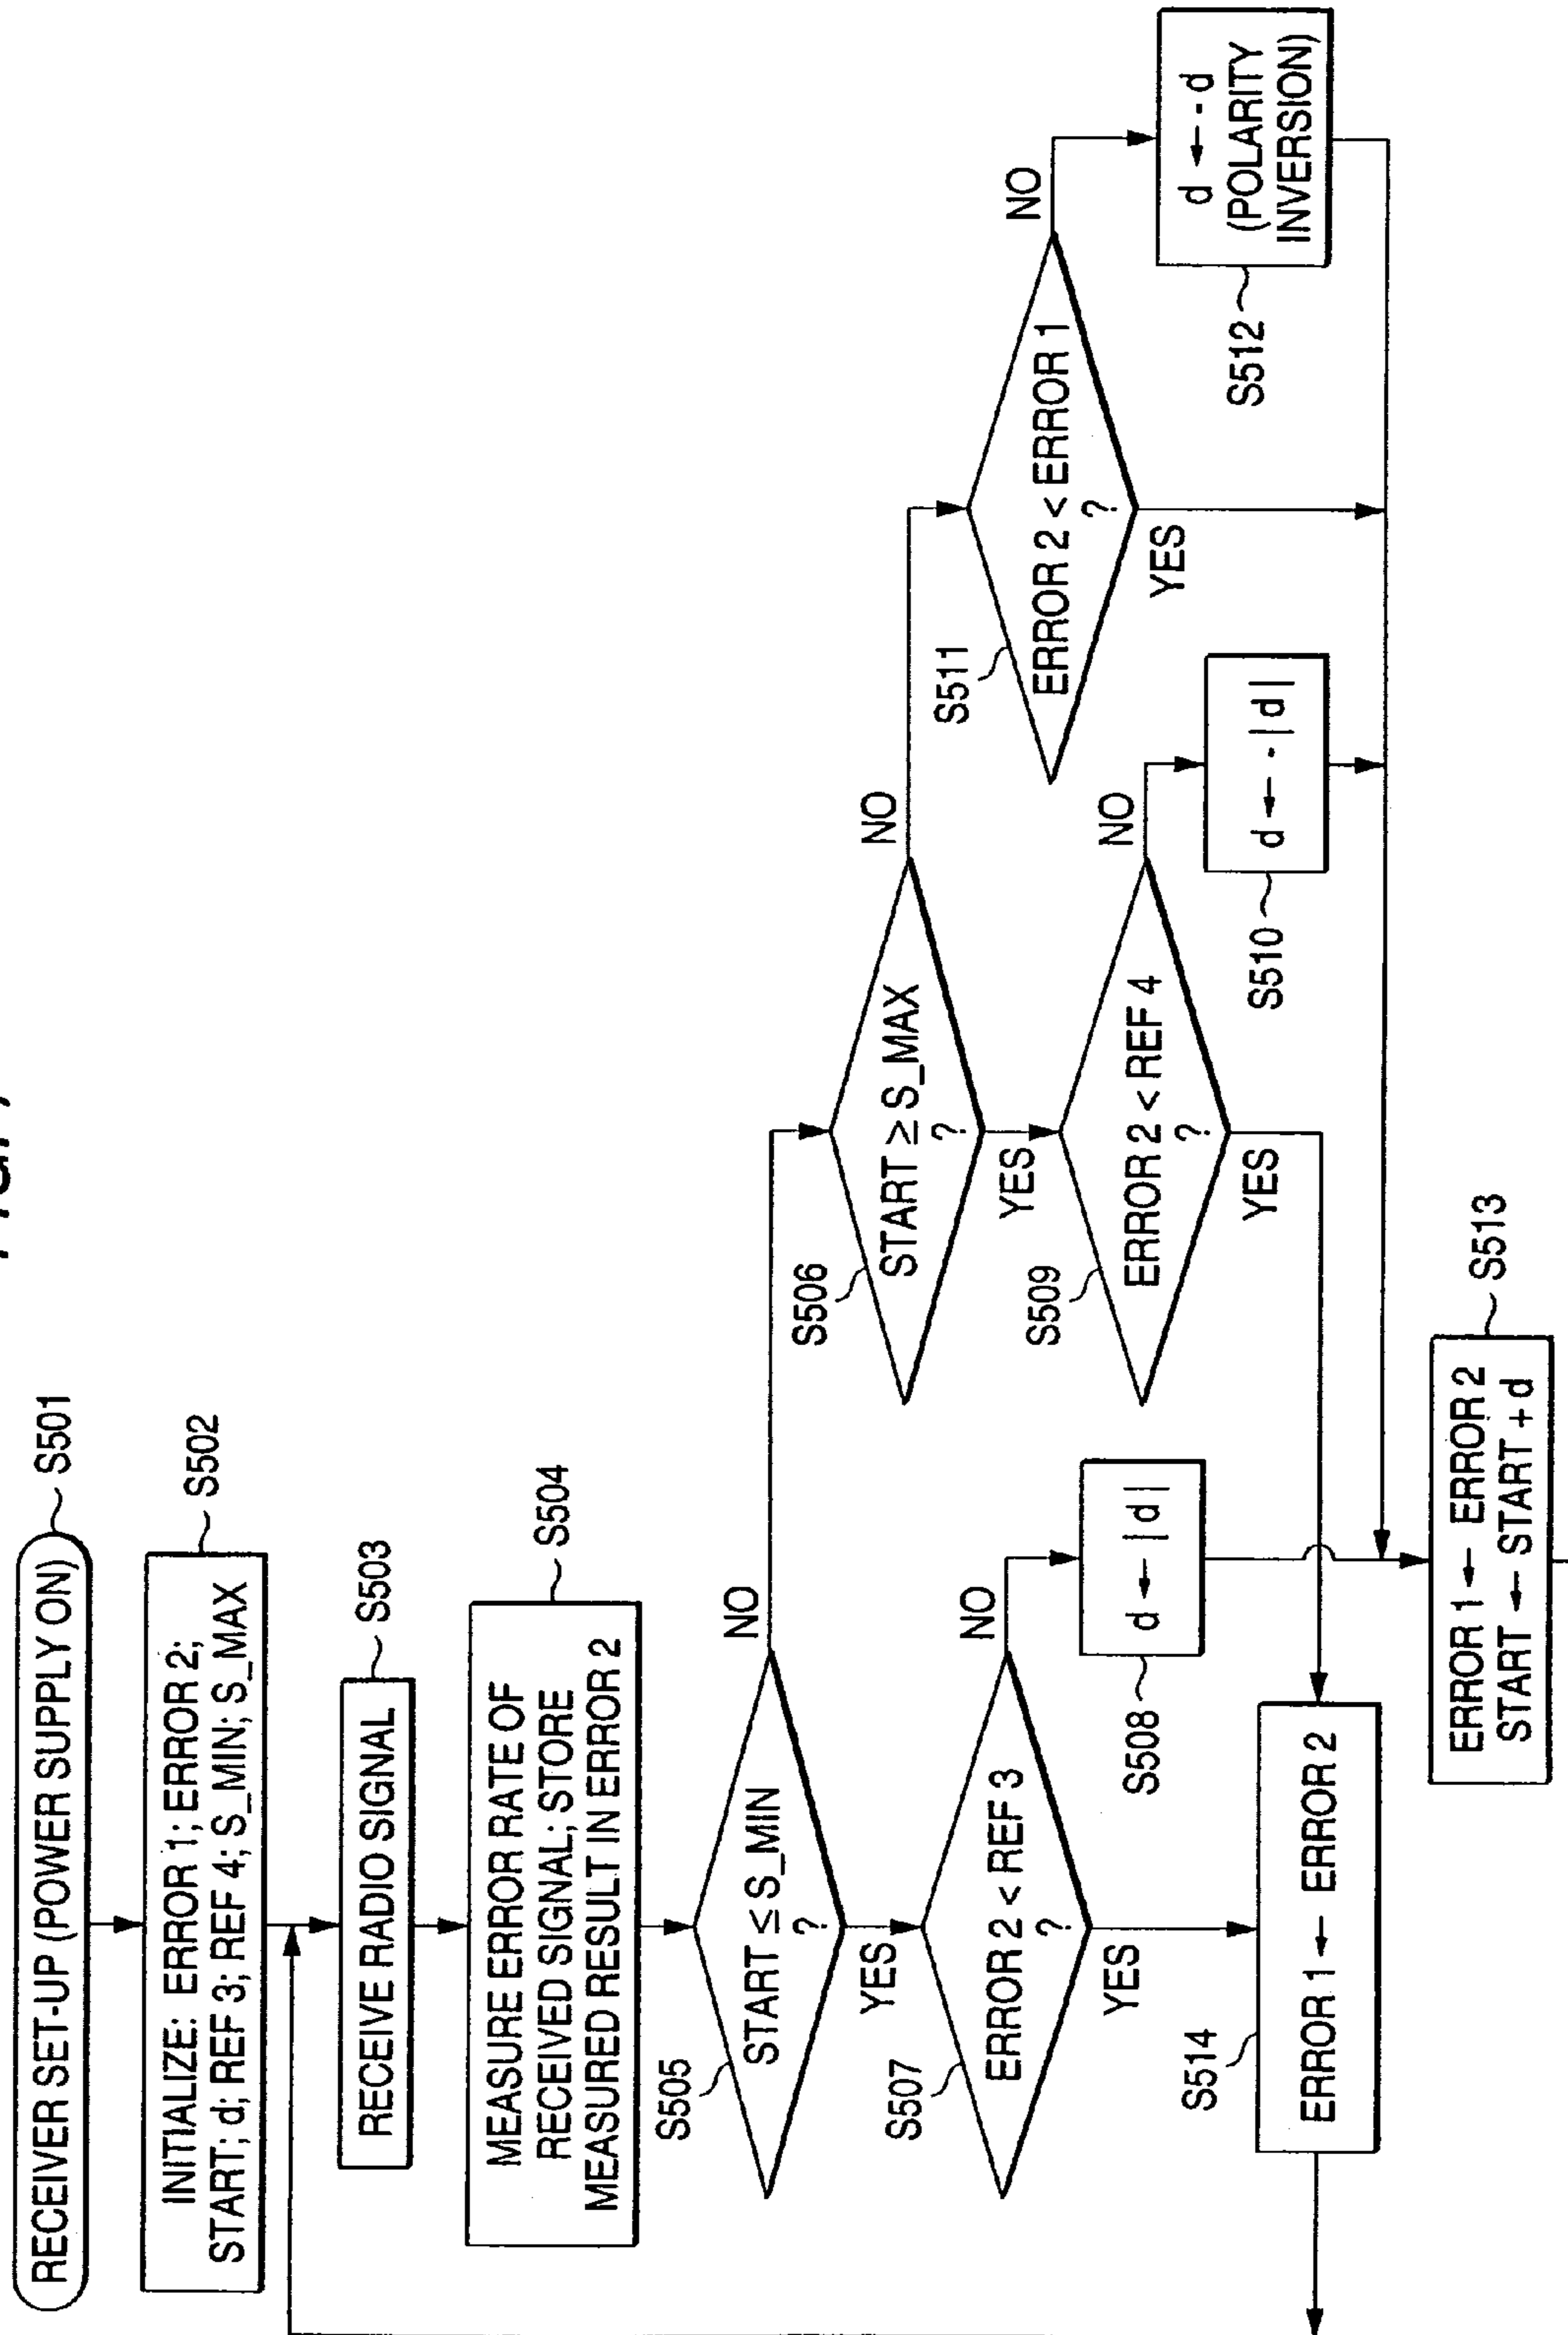 RECEIVER SET-UP (POWER SUPPLY ON)
S501
INITIALIZE: ERROR 1; ERROR 2;
START; d; REF 3; REF 4; S_MIN; S_MAX
S502
RECEIVE RADIO SIGNAL
S503
MEASURE ERROR RATE OF
RECEIVED SIGNAL; STORE
MEASURED RESULT IN ERROR 2
S504
S505
START ≤ S_MIN
?
NO
YES
S506
START ≥ S_MAX
?
NO
YES
S507
ERROR 2 < REF 3
?
NO
YES
S508
d ← | d |
S509
ERROR 2 < REF 4
?
NO
YES
S510
d ← - | d |
S511
ERROR 2 < ERROR 1
?
NO
YES
S512
d ← - d
(POLARITY
INVERSION)
S514
ERROR 1 ← ERROR 2
ERROR 1 ← ERROR 2
START ← START + d
S513